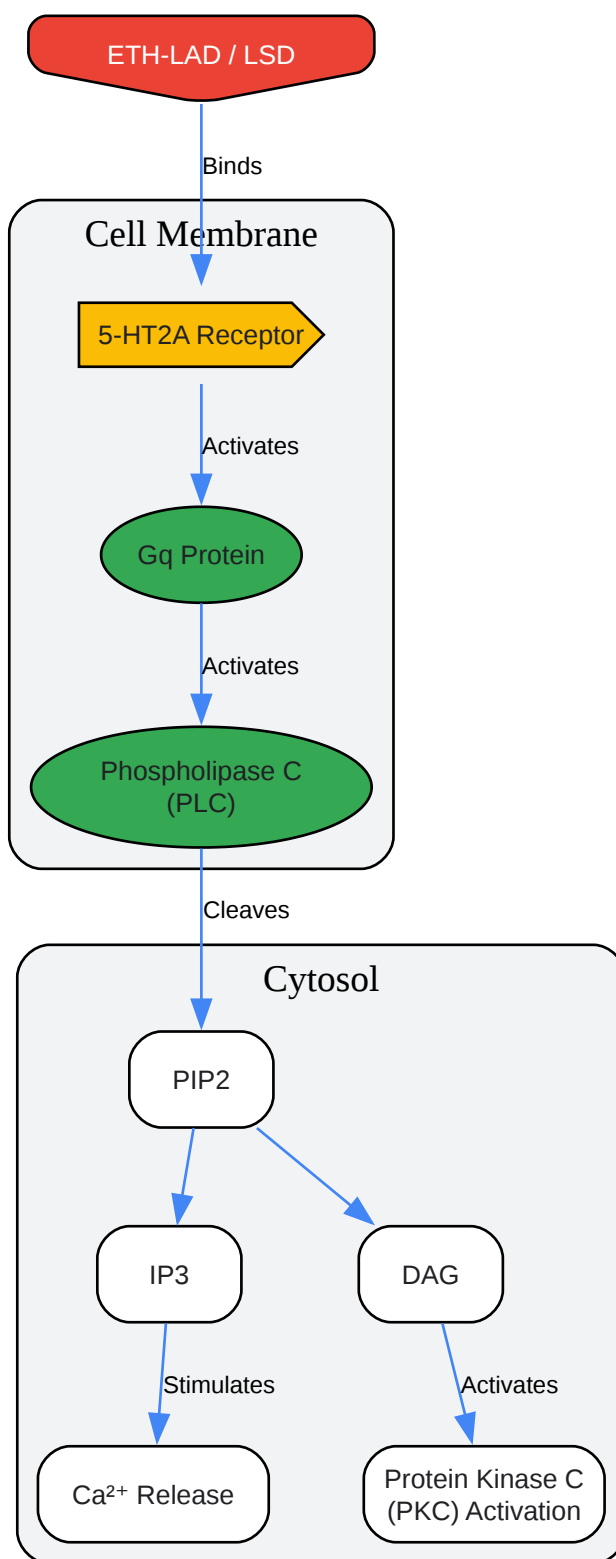 ETH-LAD / LSD
Binds
Cell Membrane
5-HT2A Receptor
Activates
Gq Protein
Activates
Phospholipase C
(PLC)
Cleaves
Cytosol
PIP2
IP3
DAG
Stimulates
Activates
Ca²⁺ Release
Protein Kinase C
(PKC) Activation